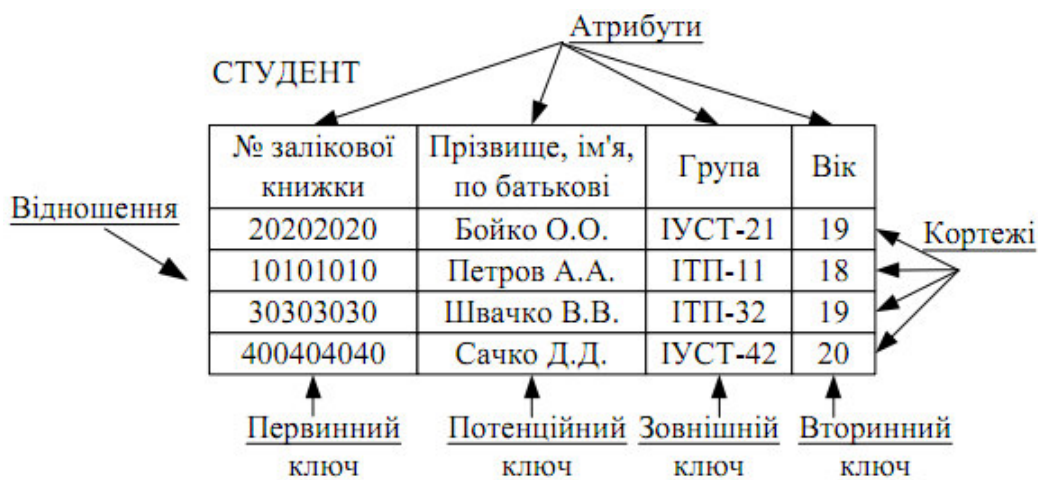 Атрибути
СТУДЕНТ
№ залікової книжки
Прізвище, ім'я, по батькові
Група
Вік
Відношення
20202020 Бойко О.О. ІУСТ-21 19
Кортежі
10101010 Петров А.А. ІТП-11 18
30303030 Швачко В.В. ІТП-32 19
400404040 Сачко Д.Д. ІУСТ-42 20
Первинний ключ
Потенційний ключ
Зовнішній ключ
Вторинний ключ